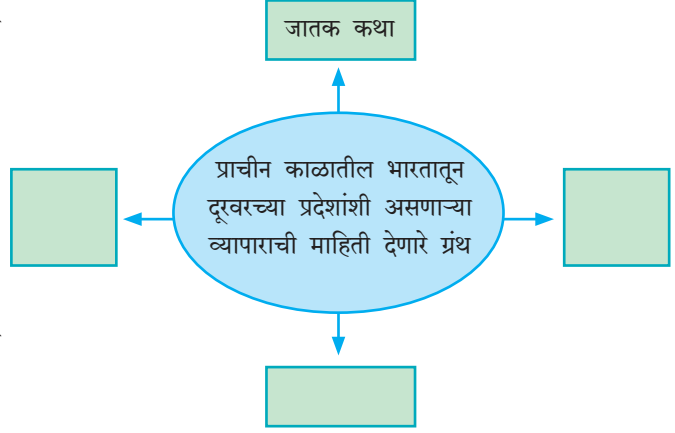 जातक कथा
प्राचीन काळातील भारतातून
दूरवरच्या प्रदेशांशी असणाऱ्या
व्यापाराची माहिती देणारे ग्रंथ